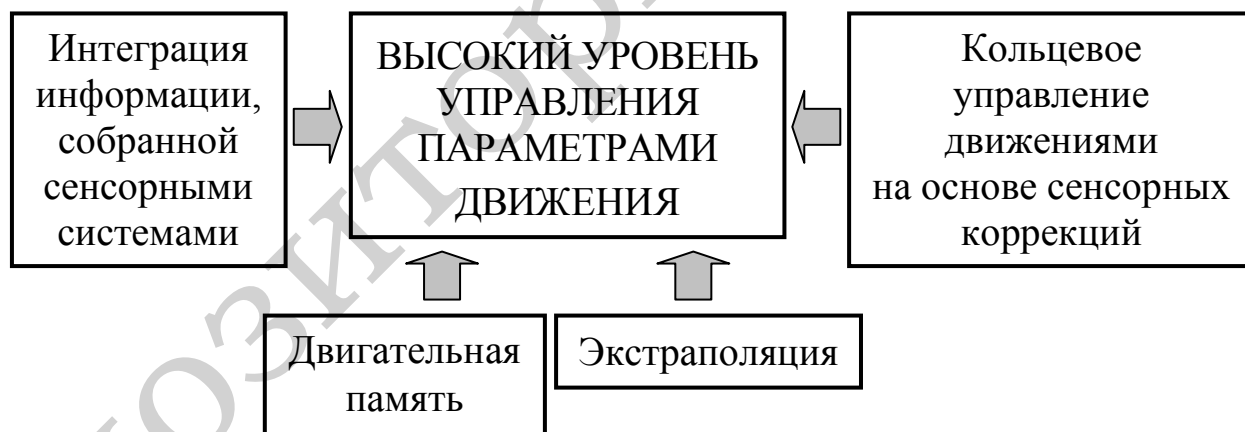 Интеграция
информации,
собранной
сенсорными
системами
ВЫСОКИЙ УРОВЕНЬ
УПРАВЛЕНИЯ
ПАРАМЕТРАМИ
ДВИЖЕНИЯ
Кольцевое
управление
движениями
на основе сенсорных
коррекций
Двигательная
память
Экстраполяция